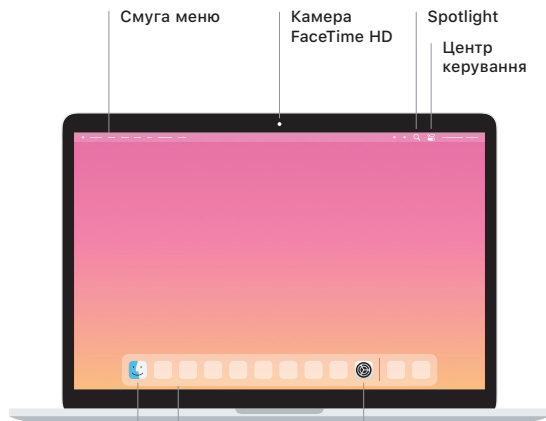 Смуга меню
Камера
FaceTime HD
Spotlight
Центр
керування